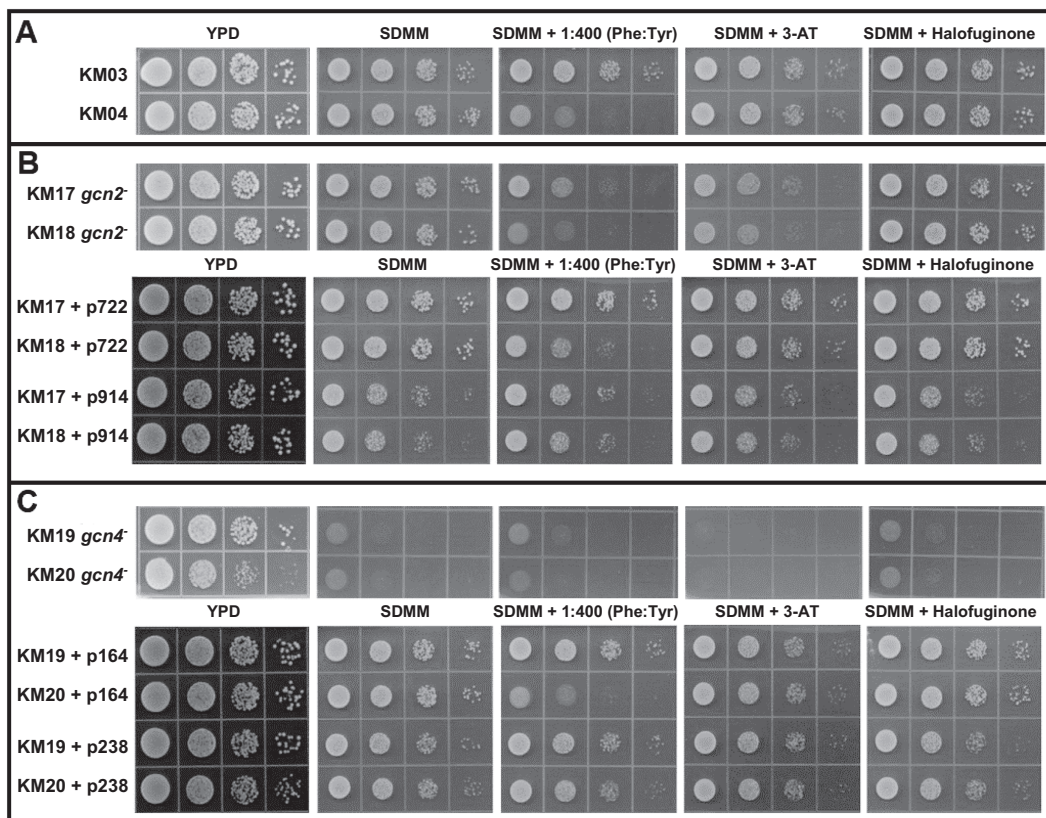 A
YPD SDMM SDMM + 1:400 (Phe:Tyr) SDMM + 3-AT SDMM + Halofuginone
KM03
KM04
B
KM17 gcn2-
KM18 gcn2-
YPD SDMM SDMM + 1:400 (Phe:Tyr) SDMM + 3-AT SDMM + Halofuginone
KM17 + p722
KM18 + p722
KM17 + p914
KM18 + p914
C
KM19 gcn4-
KM20 gcn4-
YPD SDMM SDMM + 1:400 (Phe:Tyr) SDMM + 3-AT SDMM + Halofuginone
KM19 + p164
KM20 + p164
KM19 + p238
KM20 + p238